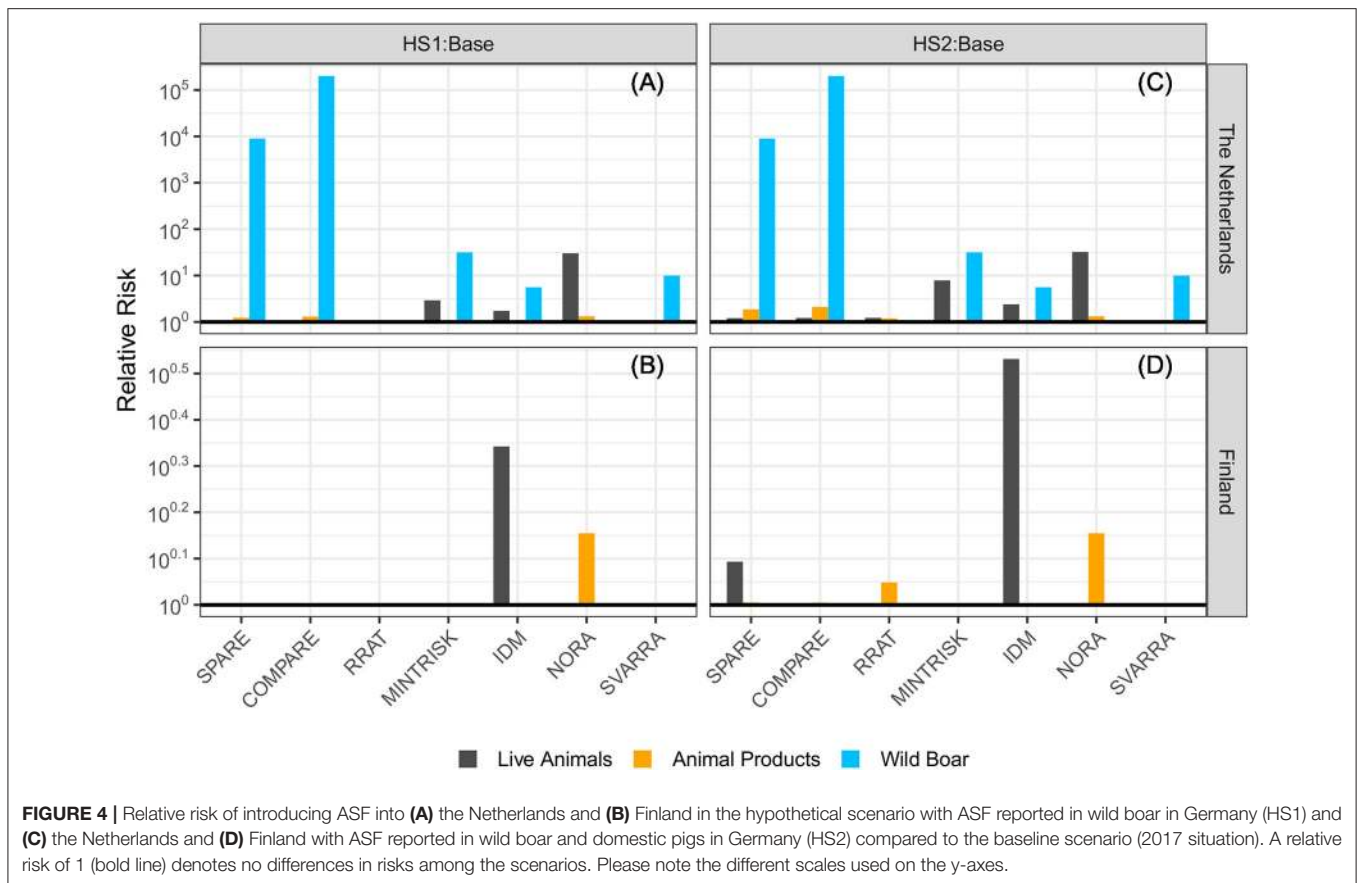 HS1:Base
HS2:Base
(A)
(C)
The Netherlands
10^5
10^4
10^3
10^2
10^1
10^0
Relative Risk
(B)
(D)
Finland
10^0.5
10^0.4
10^0.3
10^0.2
10^0.1
10^0
SPARE
COMPARE
RRAT
MINTRISK
IDM
NORA
SVARRA
SPARE
COMPARE
RRAT
MINTRISK
IDM
NORA
SVARRA
Live Animals Animal Products Wild Boar
FIGURE 4 | Relative risk of introducing ASF into (A) the Netherlands and (B) Finland in the hypothetical scenario with ASF reported in wild boar in Germany (HS1) and
(C) the Netherlands and (D) Finland with ASF reported in wild boar and domestic pigs in Germany (HS2) compared to the baseline scenario (2017 situation). A relative
risk of 1 (bold line) denotes no differences in risks among the scenarios. Please note the different scales used on the y-axes.